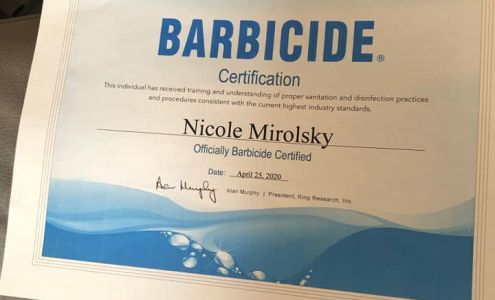 BARBICIDE®
Certification
This individual has received training and understanding of proper sanitation and disinfection practices
and procedures consistent with the current highest industry standards.
Nicole Mirolsky
Officially Barbicide Certified
Date: April 25, 2020
Alan Murphy Alan Murphy | President, King Research, Inc.